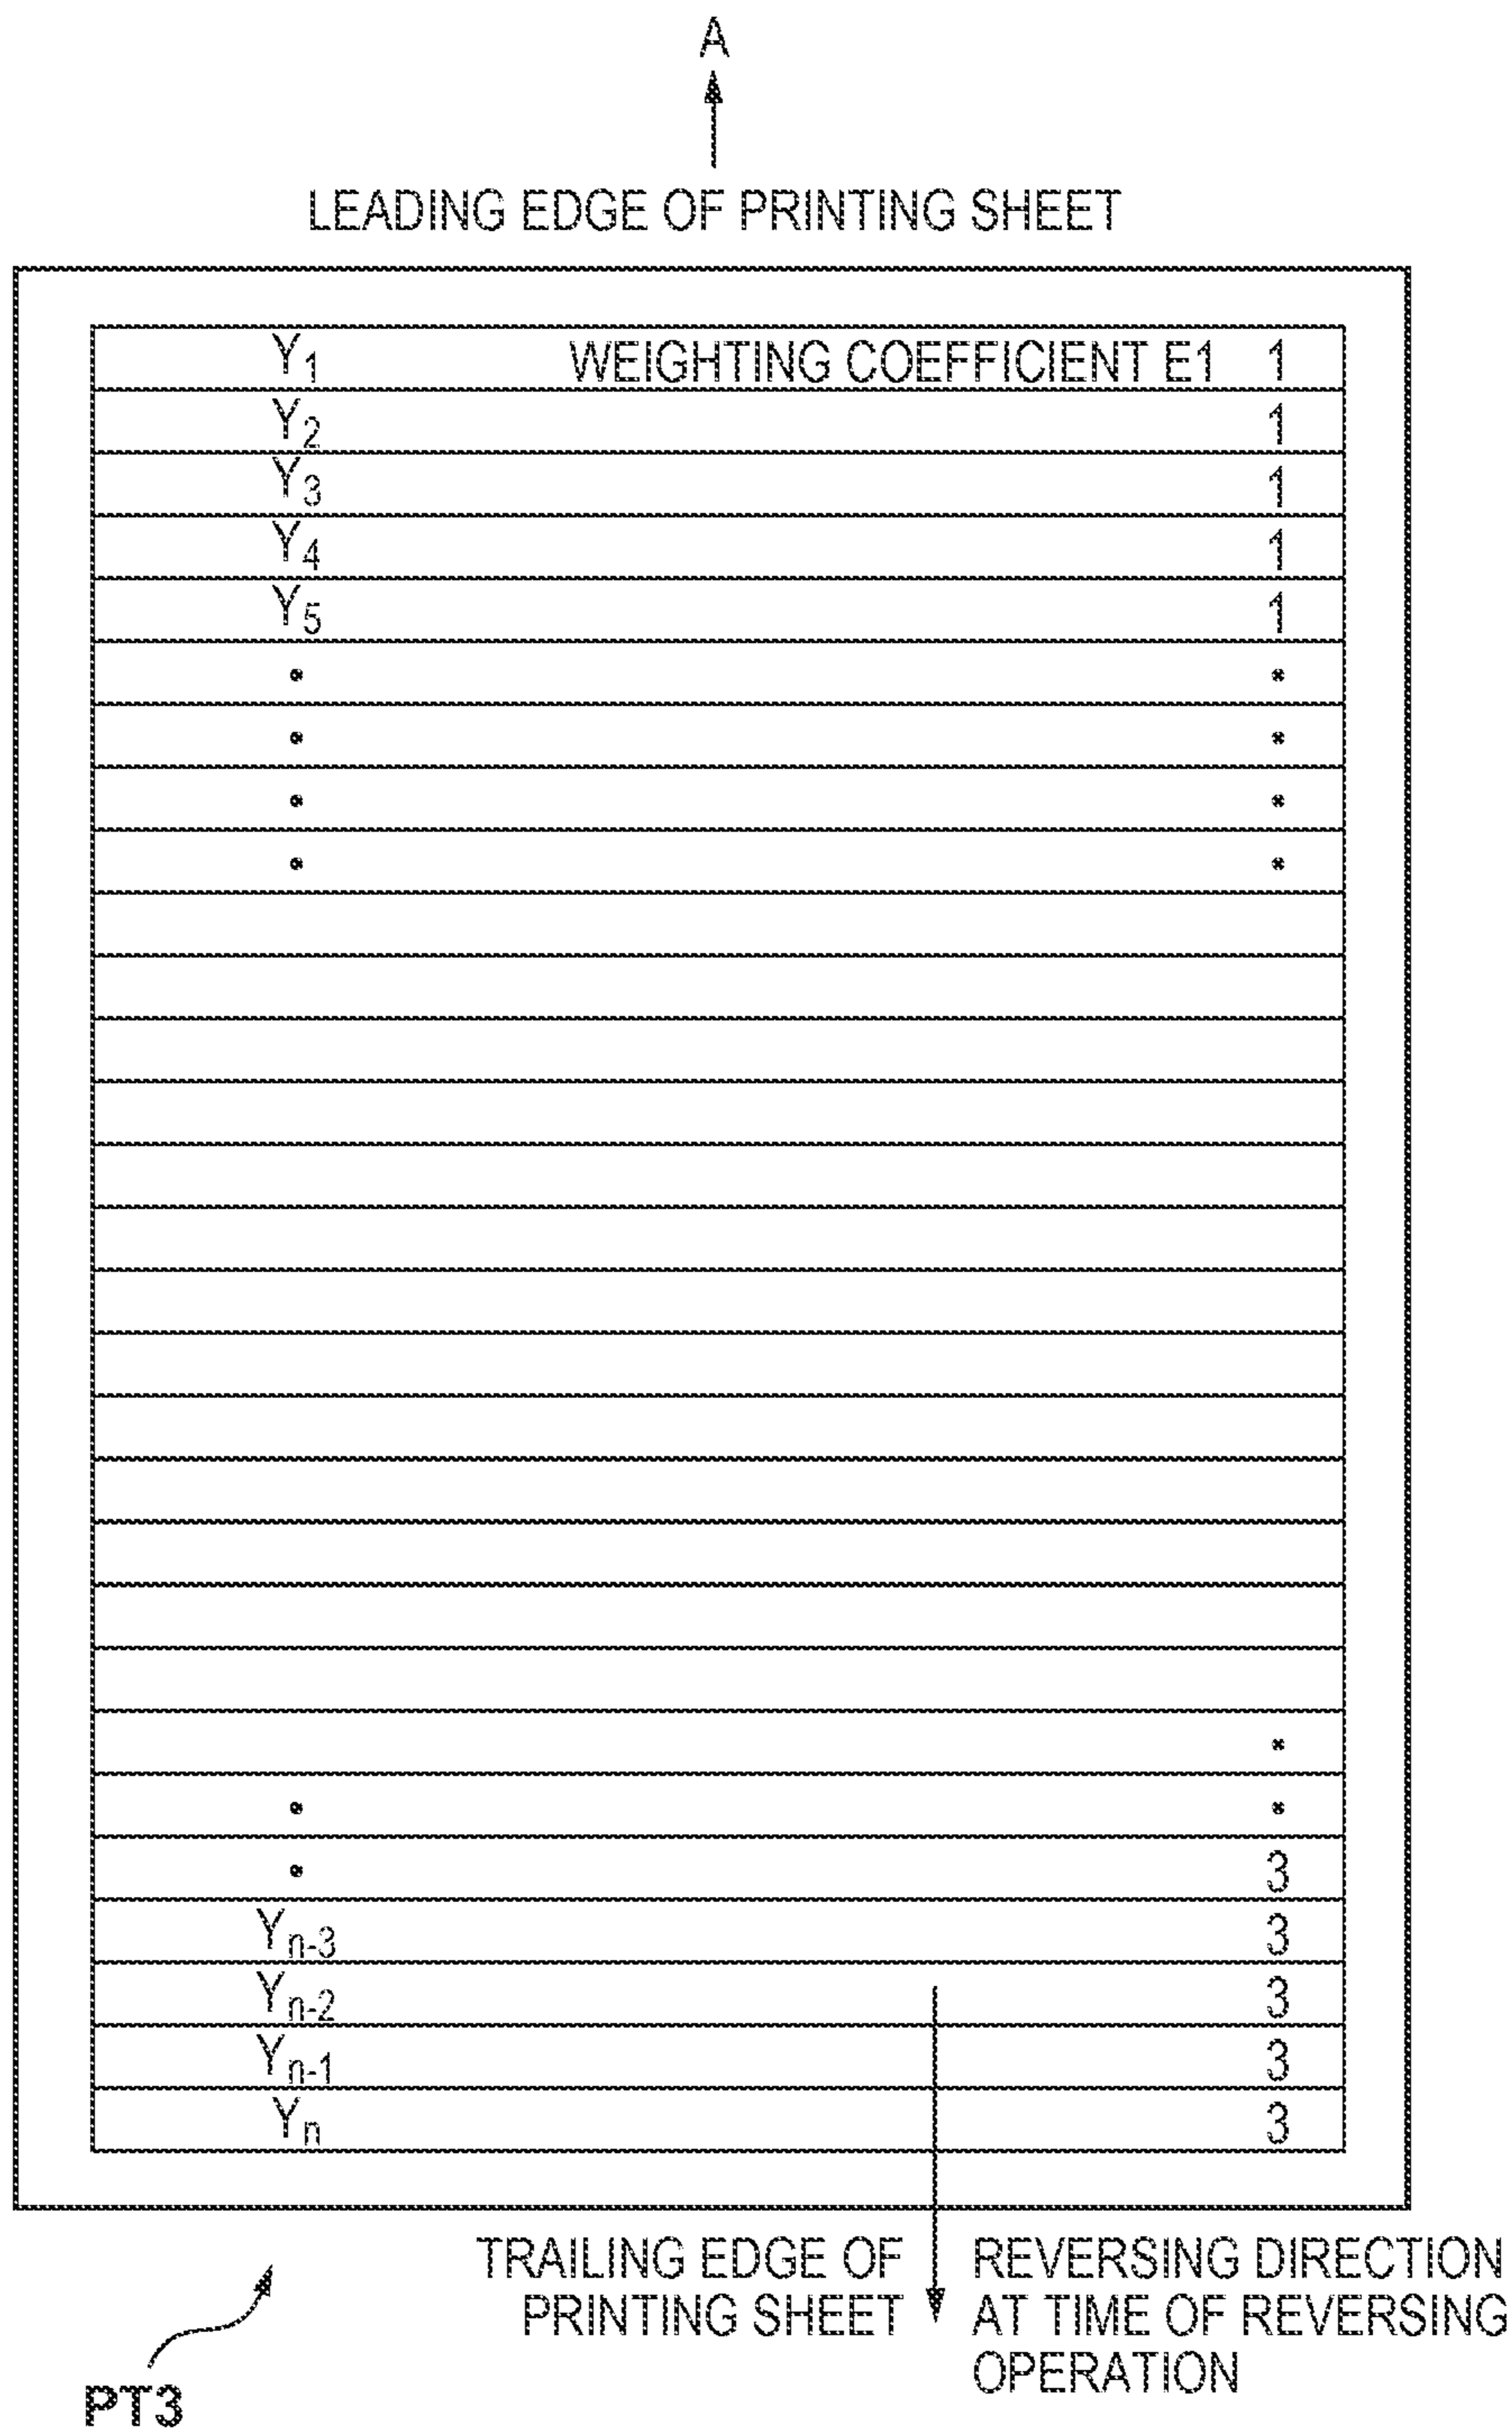 A
LEADING EDGE OF PRINTING SHEET
Y1 WEIGHTING COEFFICIENT E1 1
Y2 1
Y3 1
Y4 1
Y5 1
• •
• •
• •
• •
•
• •
• 3
Yn-3 3
Yn-2 3
Yn-1 3
Yn 3
TRAILING EDGE OF
PRINTING SHEET
REVERSING DIRECTION
AT TIME OF REVERSING
OPERATION
PT3